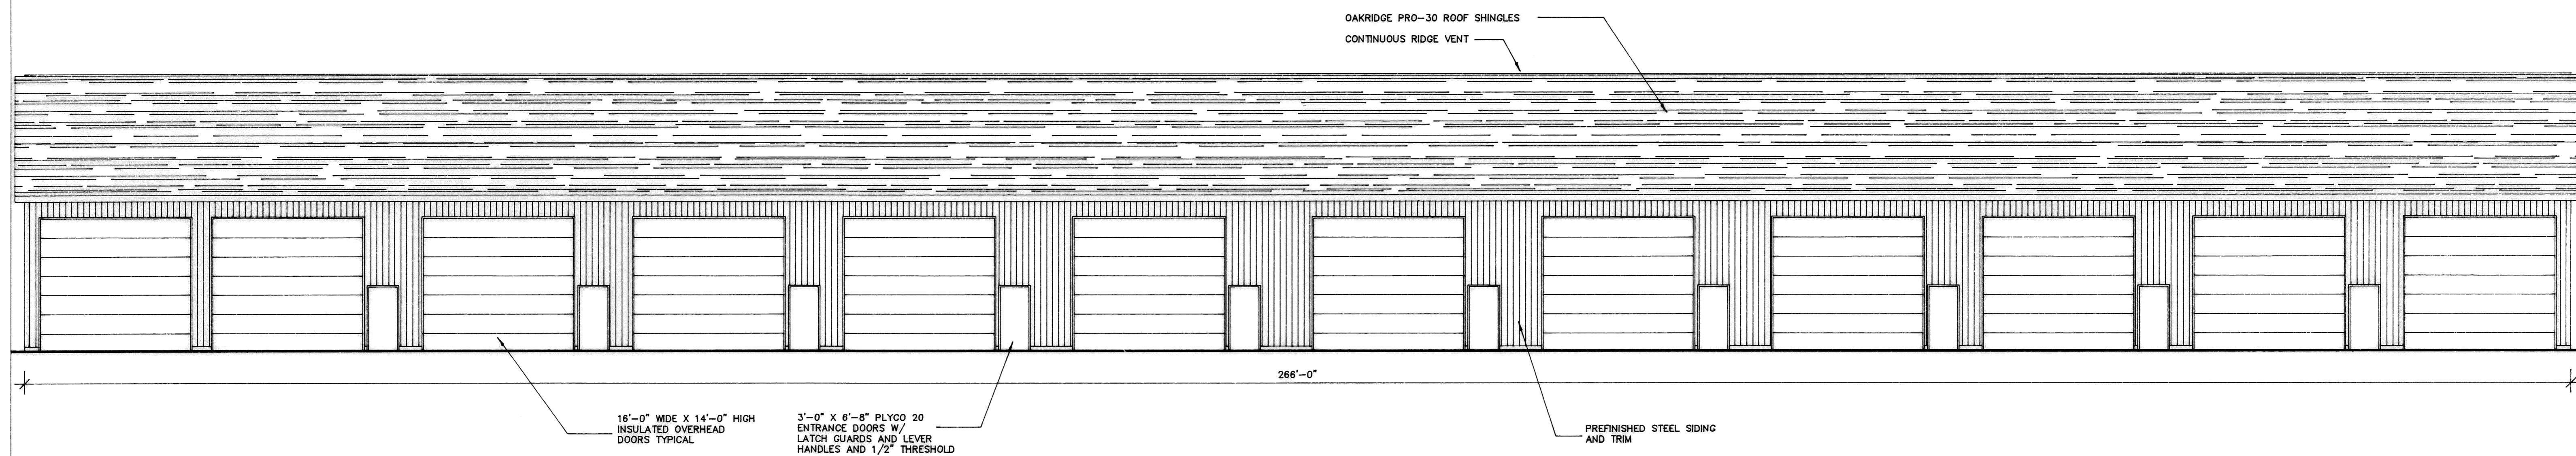 OAKRIDGE PRO-30 ROOF SHINGLES
CONTINUOUS RIDGE VENT
266'-0"
16'-0" WIDE X 14'-0" HIGH
INSULATED OVERHEAD
DOORS TYPICAL
3'-0" X 6'-8" PLYCO 20
ENTRANCE DOORS W/
LATCH GUARDS AND LEVER
HANDLES AND 1/2" THRESHOLD
PREFINISHED STEEL SIDING
AND TRIM